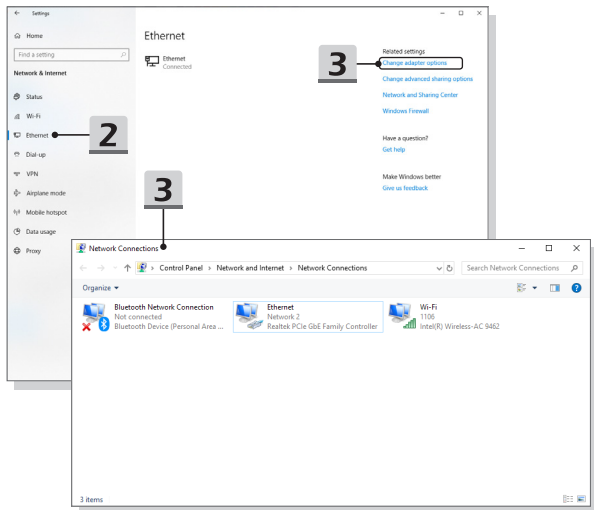 Settings
Home
Find a setting
Network & Internet
Status
Wi-Fi
Ethernet
Dial-up
VPN
Airplane mode
Mobile hotspot
Data usage
Proxy
2
Ethernet
Ethernet
Connected
3
Related settings
Change adapter options
Change advanced sharing options
Network and Sharing Center
Windows Firewall
Have a question?
Get help
Make Windows better
Give us feedback
3
Network Connections
Control Panel › Network and Internet › Network Connections
Search Network Connections
Organize
Bluetooth Network Connection
Not connected
Bluetooth Device (Personal Area ...
Ethernet
Network 2
Realtek PCIe GbE Family Controller
Wi-Fi
1106
Intel(R) Wireless-AC 9462
3 items